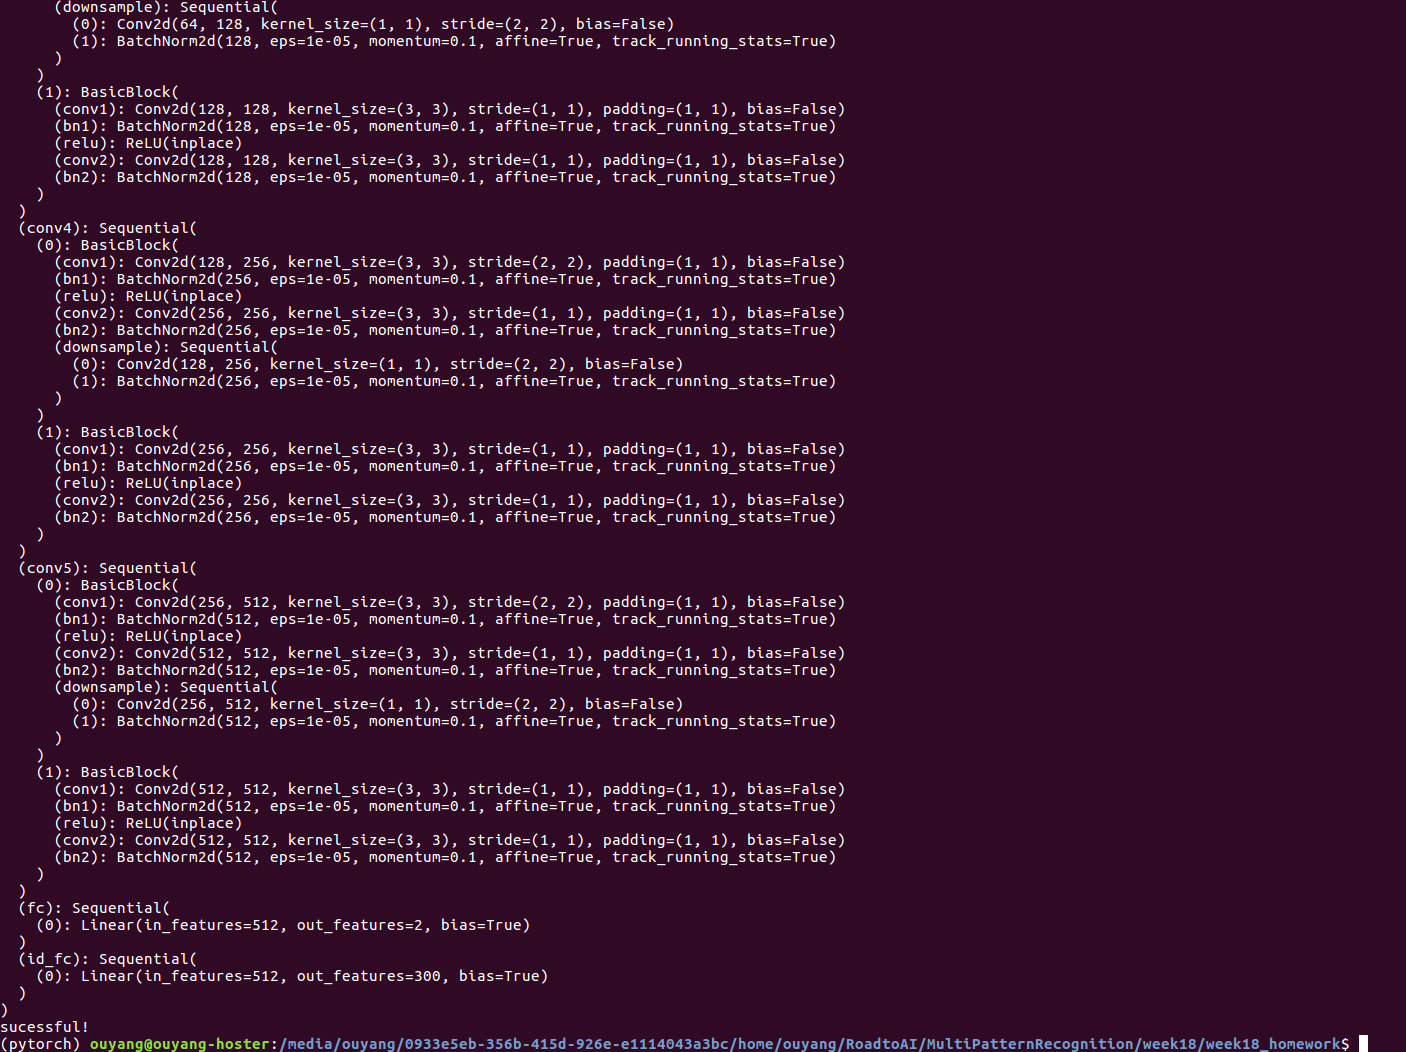 (downsample): Sequential(
(0): Conv2d(64, 128, kernel_size=(1, 1), stride=(2, 2), bias=False)
(1): BatchNorm2d(128, eps=1e-05, momentum=0.1, affine=True, track_running_stats=True)
)
)
(1): BasicBlock(
(conv1): Conv2d(128, 128, kernel_size=(3, 3), stride=(1, 1), padding=(1, 1), bias=False)
(bn1): BatchNorm2d(128, eps=1e-05, momentum=0.1, affine=True, track_running_stats=True)
(relu): ReLU(inplace)
(conv2): Conv2d(128, 128, kernel_size=(3, 3), stride=(1, 1), padding=(1, 1), bias=False)
(bn2): BatchNorm2d(128, eps=1e-05, momentum=0.1, affine=True, track_running_stats=True)
)
)
(conv4): Sequential(
(0): BasicBlock(
(conv1): Conv2d(128, 256, kernel_size=(3, 3), stride=(2, 2), padding=(1, 1), bias=False)
(bn1): BatchNorm2d(256, eps=1e-05, momentum=0.1, affine=True, track_running_stats=True)
(relu): ReLU(inplace)
(conv2): Conv2d(256, 256, kernel_size=(3, 3), stride=(1, 1), padding=(1, 1), bias=False)
(bn2): BatchNorm2d(256, eps=1e-05, momentum=0.1, affine=True, track_running_stats=True)
(downsample): Sequential(
(0): Conv2d(128, 256, kernel_size=(1, 1), stride=(2, 2), bias=False)
(1): BatchNorm2d(256, eps=1e-05, momentum=0.1, affine=True, track_running_stats=True)
)
)
(1): BasicBlock(
(conv1): Conv2d(256, 256, kernel_size=(3, 3), stride=(1, 1), padding=(1, 1), bias=False)
(bn1): BatchNorm2d(256, eps=1e-05, momentum=0.1, affine=True, track_running_stats=True)
(relu): ReLU(inplace)
(conv2): Conv2d(256, 256, kernel_size=(3, 3), stride=(1, 1), padding=(1, 1), bias=False)
(bn2): BatchNorm2d(256, eps=1e-05, momentum=0.1, affine=True, track_running_stats=True)
)
)
(conv5): Sequential(
(0): BasicBlock(
(conv1): Conv2d(256, 512, kernel_size=(3, 3), stride=(2, 2), padding=(1, 1), bias=False)
(bn1): BatchNorm2d(512, eps=1e-05, momentum=0.1, affine=True, track_running_stats=True)
(relu): ReLU(inplace)
(conv2): Conv2d(512, 512, kernel_size=(3, 3), stride=(1, 1), padding=(1, 1), bias=False)
(bn2): BatchNorm2d(512, eps=1e-05, momentum=0.1, affine=True, track_running_stats=True)
(downsample): Sequential(
(0): Conv2d(256, 512, kernel_size=(1, 1), stride=(2, 2), bias=False)
(1): BatchNorm2d(512, eps=1e-05, momentum=0.1, affine=True, track_running_stats=True)
)
)
(1): BasicBlock(
(conv1): Conv2d(512, 512, kernel_size=(3, 3), stride=(1, 1), padding=(1, 1), bias=False)
(bn1): BatchNorm2d(512, eps=1e-05, momentum=0.1, affine=True, track_running_stats=True)
(relu): ReLU(inplace)
(conv2): Conv2d(512, 512, kernel_size=(3, 3), stride=(1, 1), padding=(1, 1), bias=False)
(bn2): BatchNorm2d(512, eps=1e-05, momentum=0.1, affine=True, track_running_stats=True)
)
)
(fc): Sequential(
(0): Linear(in_features=512, out_features=2, bias=True)
)
(id_fc): Sequential(
(0): Linear(in_features=512, out_features=300, bias=True)
)
)
sucessful!
(pytorch) ouyang@ouyang-hoster:/media/ouyang/0933e5eb-356b-415d-926e-e1114043a3bc/home/ouyang/RoadtoAI/MultiPatternRecognition/week18/week18_homework$